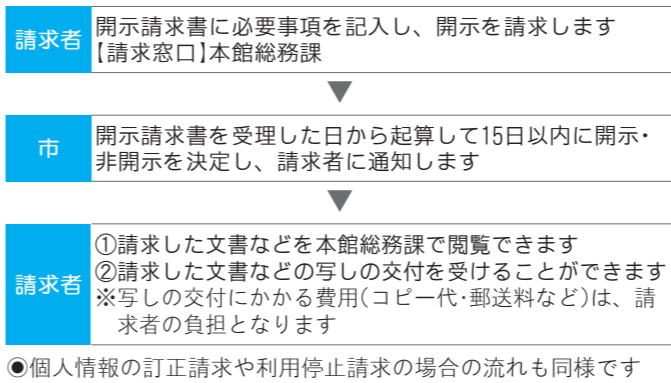 請求者
開示請求書に必要事項を記入し、開示を請求します
【請求窓口】本館総務課
市
開示請求書を受理した日から起算して15日以内に開示・
非開示を決定し、請求者に通知します
請求者
①請求した文書などを本館総務課で閲覧できます
②請求した文書などの写しの交付を受けることができます
※写しの交付にかかる費用(コピー代・郵送料など)は、請
求者の負担となります
◉個人情報の訂正請求や利用停止請求の場合の流れも同様です